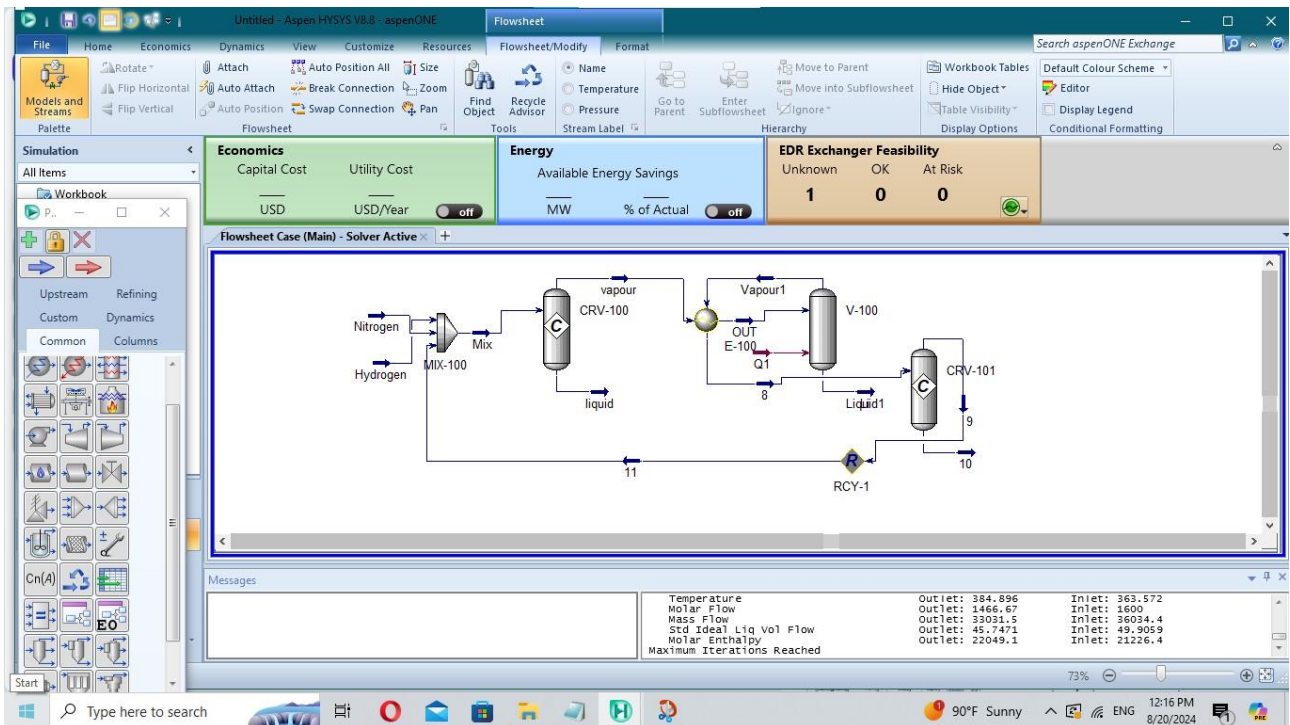 Untitled - Aspen HYSYS V8.8 - aspenONE
Flowsheet
File Home Economics Dynamics View Customize Resources Flowsheet/Modify Format
Search aspenONE Exchange
Models and Streams
Rotate
Flip Horizontal
Flip Vertical
Palette
Attach
Auto Attach
Auto Position
Auto Position All
Break Connection
Swap Connection
Size
Zoom
Pan
Flowsheet
Find Object
Recycle Advisor
Tools
Name
Temperature
Pressure
Stream Label
Go to Parent
Enter Subflowsheet
Move to Parent
Move into Subflowsheet
Ignore
Hierarchy
Workbook Tables
Hide Object
Table Visibility
Display Options
Default Colour Scheme
Editor
Display Legend
Conditional Formatting
Simulation
All Items
Workbook
P..
Upstream Refining
Custom Dynamics
Common Columns
Cn(A)
EO
Start
Economics
Capital Cost Utility Cost
USD USD/Year off
Energy
Available Energy Savings
MW % of Actual off
EDR Exchanger Feasibility
Unknown OK At Risk
1 0 0
Flowsheet Case (Main) - Solver Active
Nitrogen
Hydrogen
MIX-100
Mix
CRV-100
C
vapour
liquid
Vapour1
OUT
E-100
Q1
V-100
8
Liquid1
CRV-101
C
9
10
R
RCY-1
11
Messages
Temperature Outlet: 384.896 Inlet: 363.572
Molar Flow Outlet: 1466.67 Inlet: 1600
Mass Flow Outlet: 33031.5 Inlet: 36034.4
Std Ideal Liq Vol Flow Outlet: 45.7471 Inlet: 49.9059
Molar Enthalpy Outlet: 22049.1 Inlet: 21226.4
Maximum Iterations Reached
73%
Type here to search
90°F Sunny
ENG
12:16 PM
8/20/2024
PRE